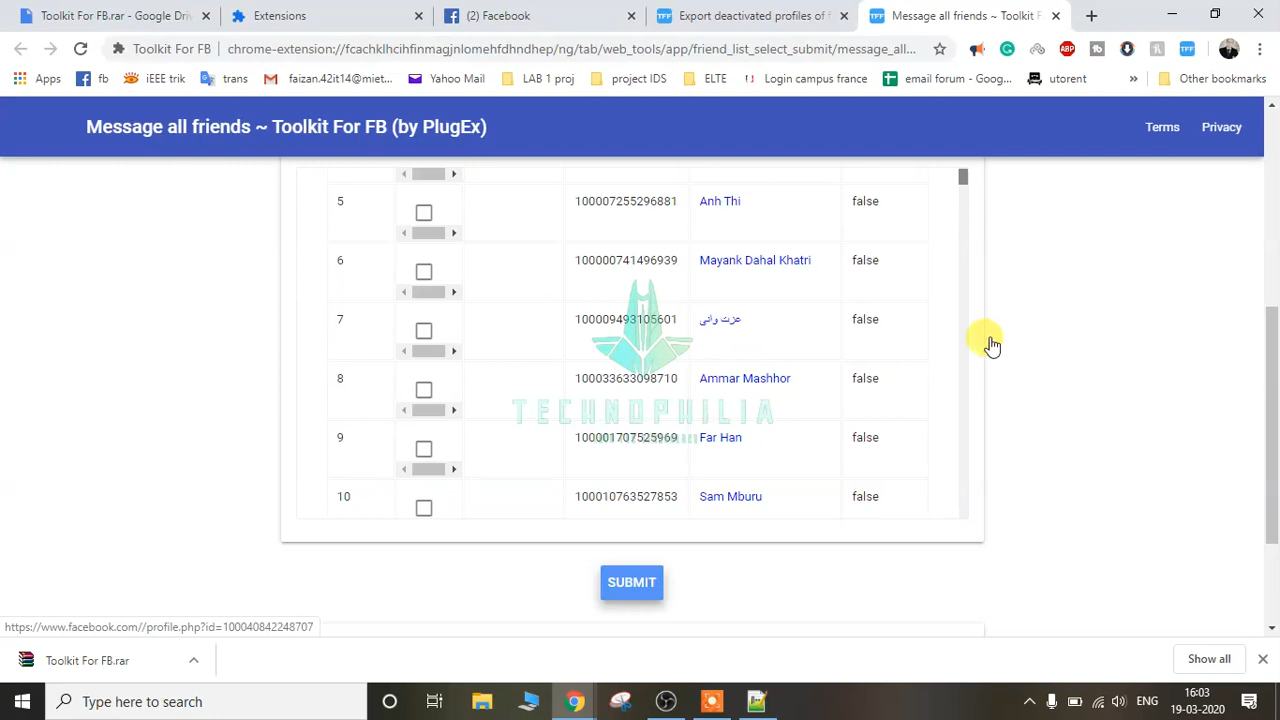 Toolkit For FB.rar - Google Driv
Extensions
(2) Facebook
Export deactivated profiles of f
Message all friends ~ Toolkit F
Toolkit For FB
chrome-extension://fcachklhcihfinmagjnlomehfdhndhep/ng/tab/web_tools/app/friend_list_select_submit/message_all...
ABP
TFF
Apps
fb
iEEE trik
trans
faizan.42it14@miet...
Yahoo Mail
LAB 1 proj
project IDS
ELTE
Login campus france
email forum - Goog...
utorent
»
Other bookmarks
Message all friends ~ Toolkit For FB (by PlugEx)
Terms
Privacy
5 100007255296881 Anh Thi false
6 100000741496939 Mayank Dahal Khatri false
7 100009493105601 عزت وانی false
8 100033633098710 Ammar Mashhor false
TECHNOPHILIA
9 100001707525969 Far Han false
10 100010763527853 Sam Mburu false
SUBMIT
https://www.facebook.com//profile.php?id=100040842248707
Toolkit For FB.rar
Show all
Type here to search
ENG
16:03
19-03-2020